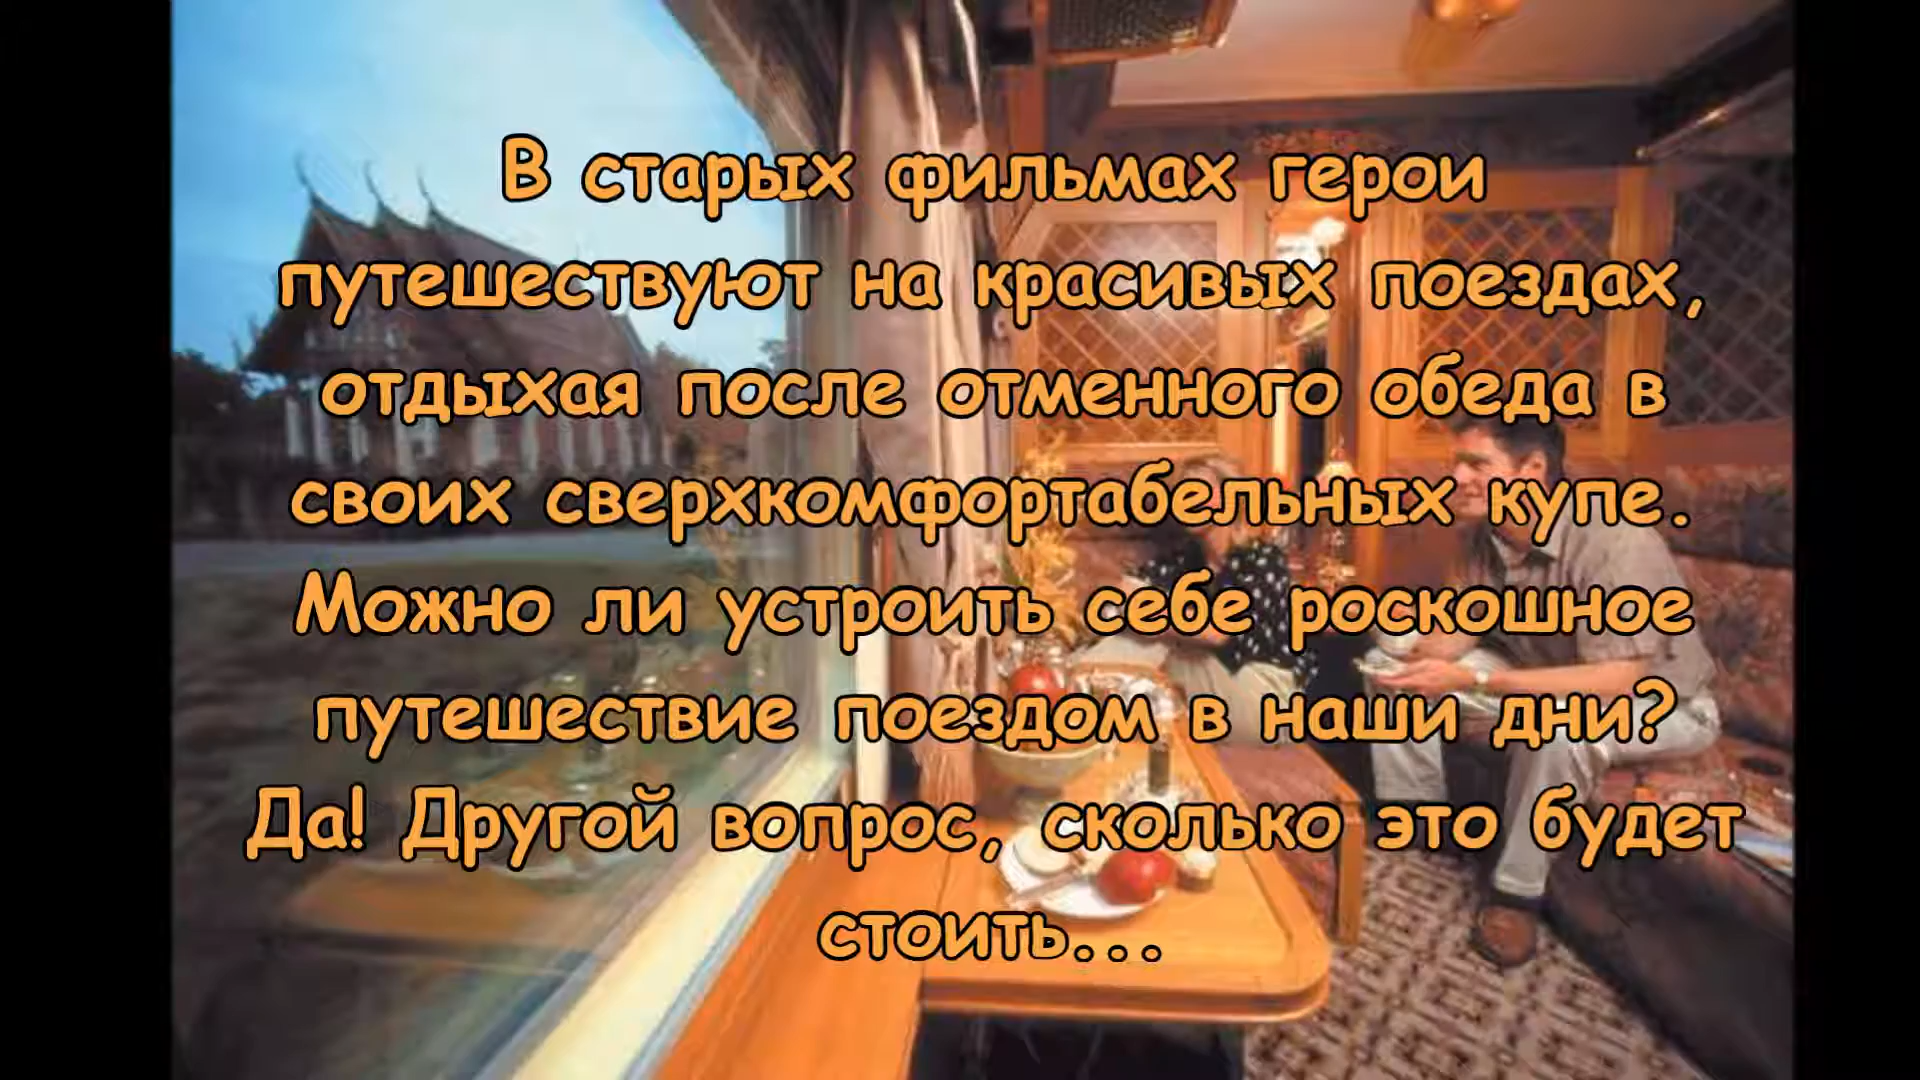 В старых фильмах герои
путешествуют на красивых поездах,
отдыхая после отменного обеда в
своих сверхкомфортабельных купе.
Можно ли устроить себе роскошное
путешествие поездом в наши дни?
Да! Другой вопрос, сколько это будет
стоить...